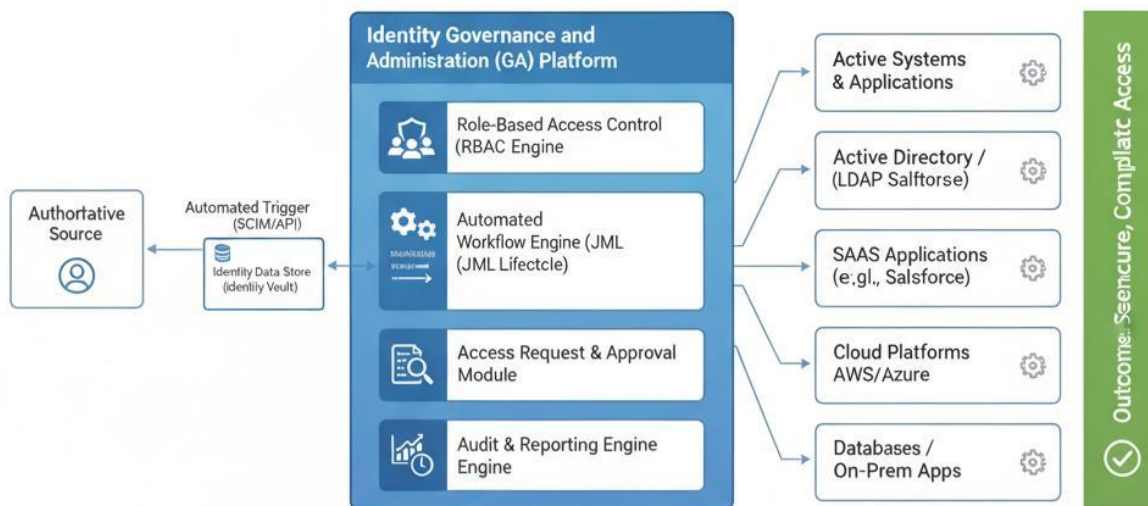 Identity Governance and
Administration (GA) Platform
Role-Based Access Control
(RBAC Engine
Automated
Workflow Engine (JML
(JML Lifectcle)
Access Request & Approval
Module
Audit & Reporting Engine
Engine
Authortative
Source
Automated Trigger
(SCIM/API)
Identity Data Store
(identily Vault)
Active Systems
& Applications
Active Directory /
(LDAP Salftorse)
SAAS Applications
(e:gl., Salsforce)
Cloud Platforms
AWS/Azure
Databases /
On-Prem Apps
Outcome: Seencure, Complatc Access